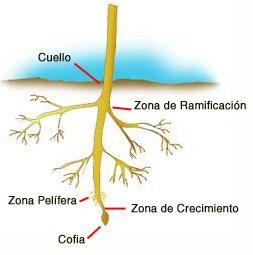 Cuello
Zona de Ramificación
Zona Pelífera
Zona de Crecimiento
Cofia